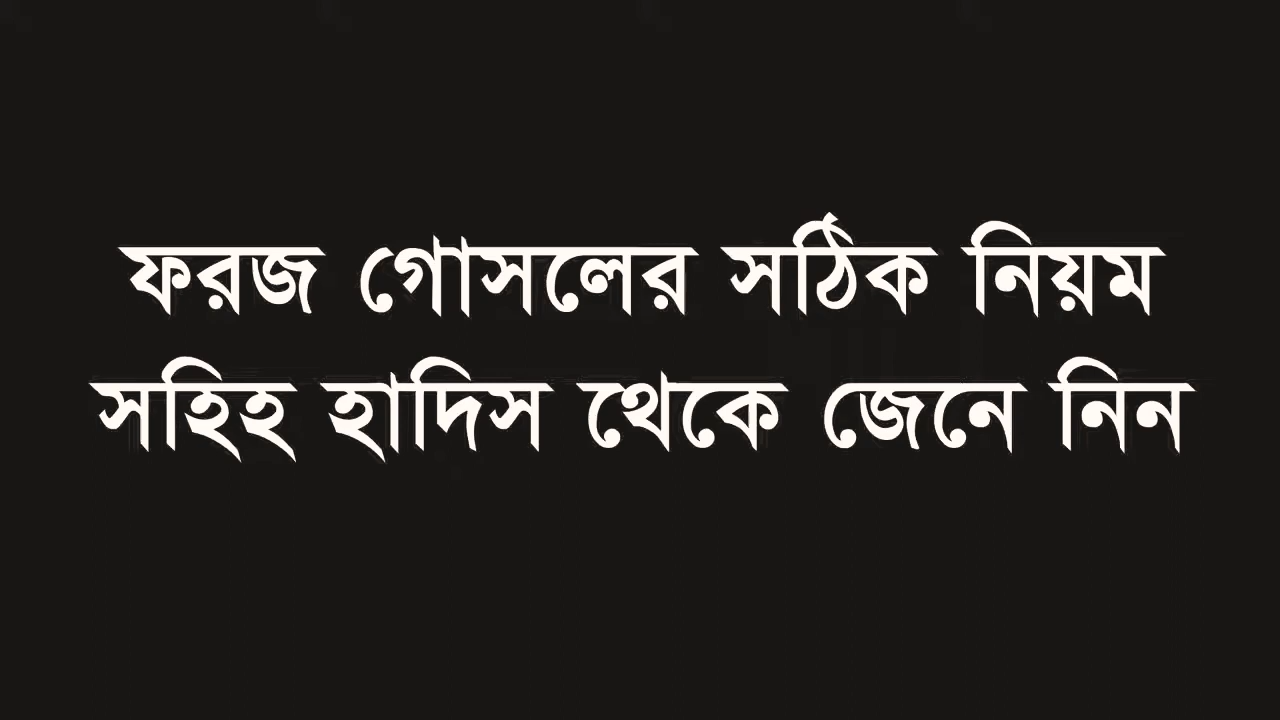 ফরজ গোসলের সঠিক নিয়ম
সহিহ হাদিস থেকে জেনে নিন